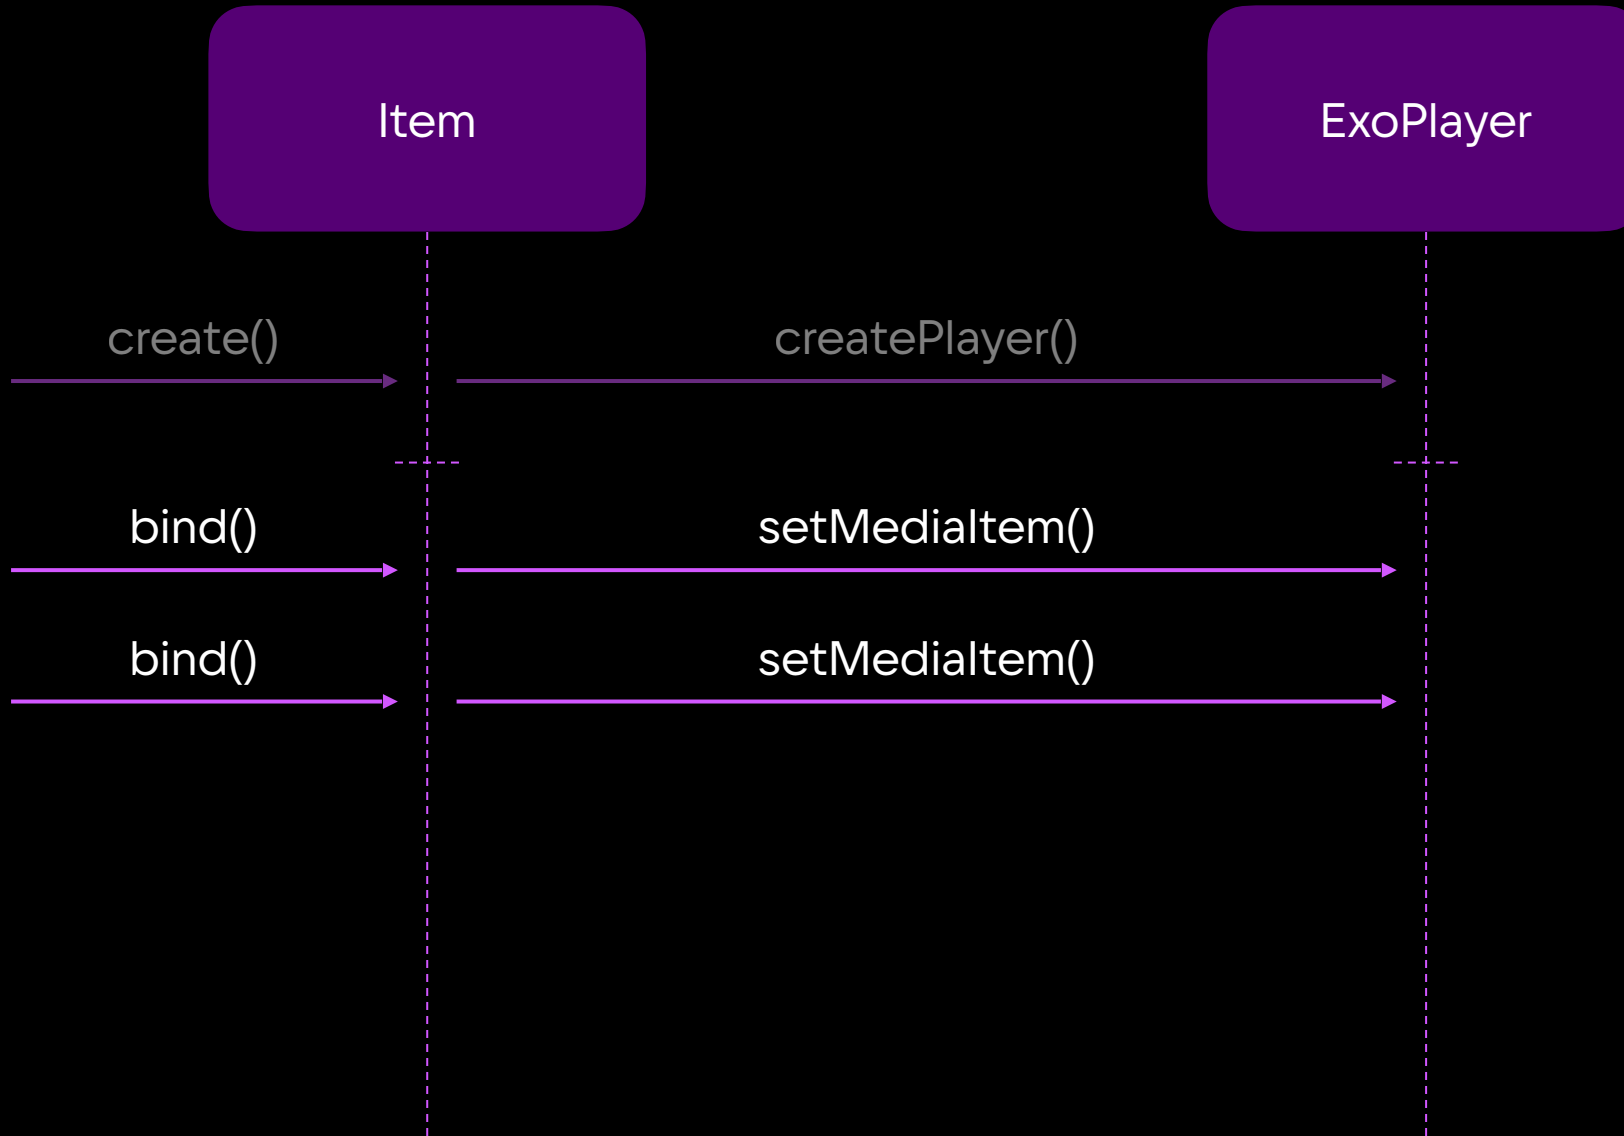 Item
ExoPlayer
create()
createPlayer()
bind()
setMediaItem()
bind()
setMediaItem()